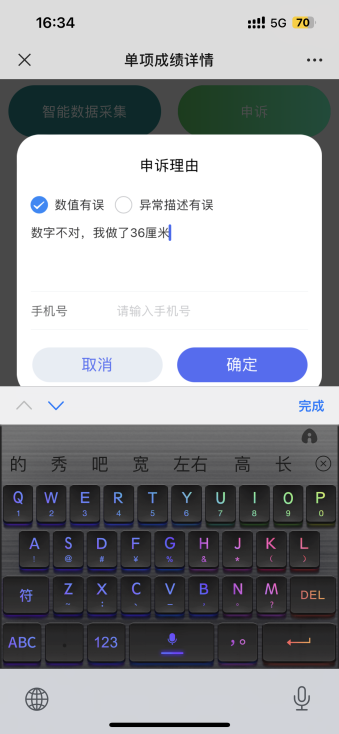 16:34 5G 70
单项成绩详情
智能数据采集 申诉
申诉理由
数值有误 异常描述有误
数字不对，我做了36厘米
手机号 请输入手机号
取消 确定
完成
的 秀 吧 宽 左右 高 长
Q W E R T Y U I O P
1 2 3 4 5 6 7 8 9 0
A S D F G H J K L
! @ # ¥ % & * ( )
符 Z X C V B N M DEL
ABC 123